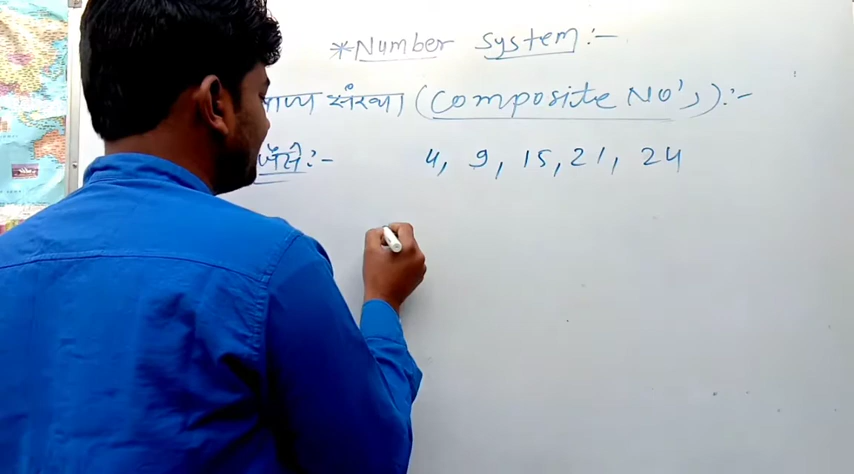 *Number System :-
संख्या (Composite No',) :-
जैसे :- 4, 9, 15, 21, 24